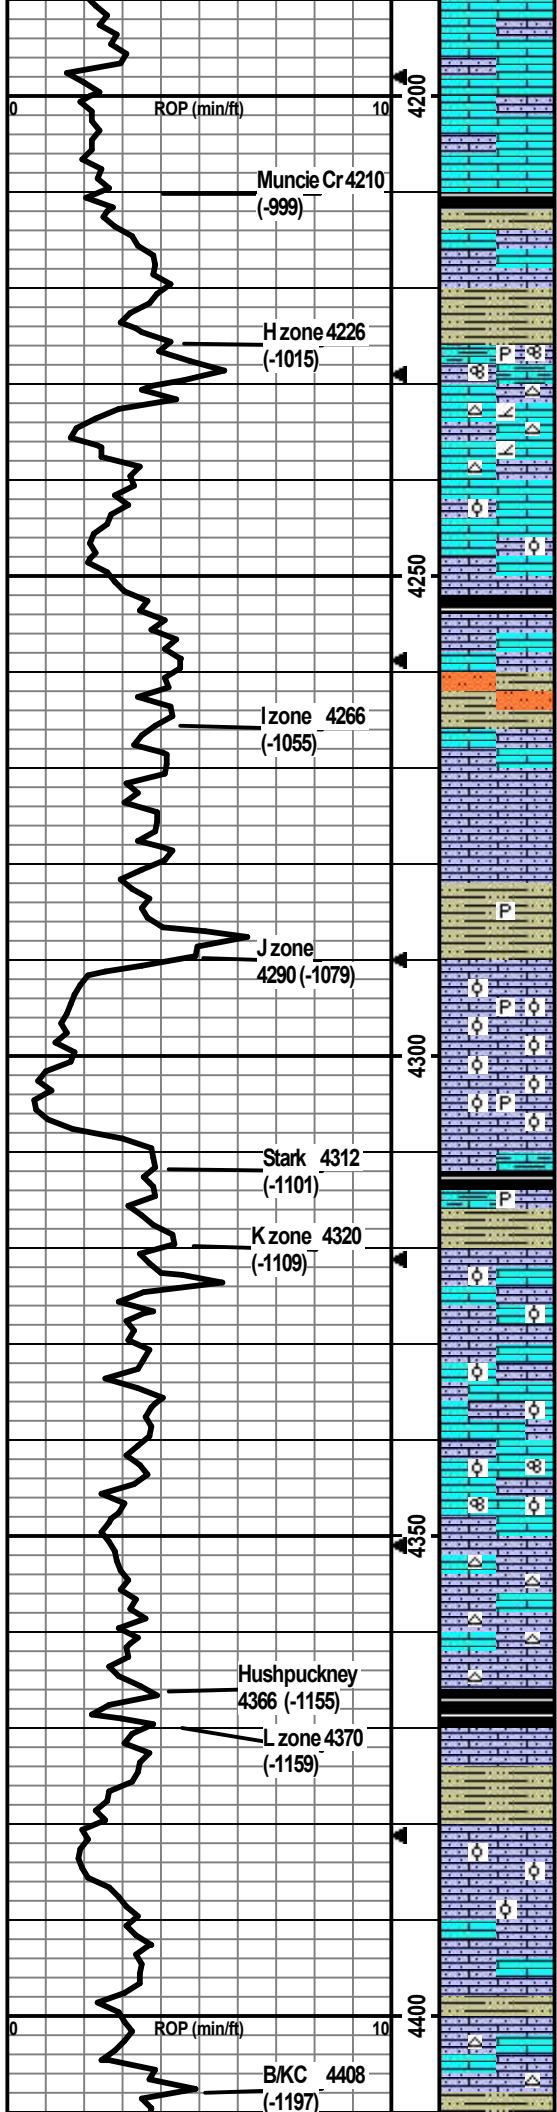 4200
0 ROP (min/ft) 10
Muncie Cr 4210
(-999)
H zone 4226
(-1015)
P
4250
I zone 4266
(-1055)
P
J zone
4290 (-1079)
P
4300
P
Stark 4312
(-1101)
P
K zone 4320
(-1109)
4350
Hushpuckney
4366 (-1155)
L zone 4370
(-1159)
4400
0 ROP (min/ft) 10
B/KC 4408
(-1197)